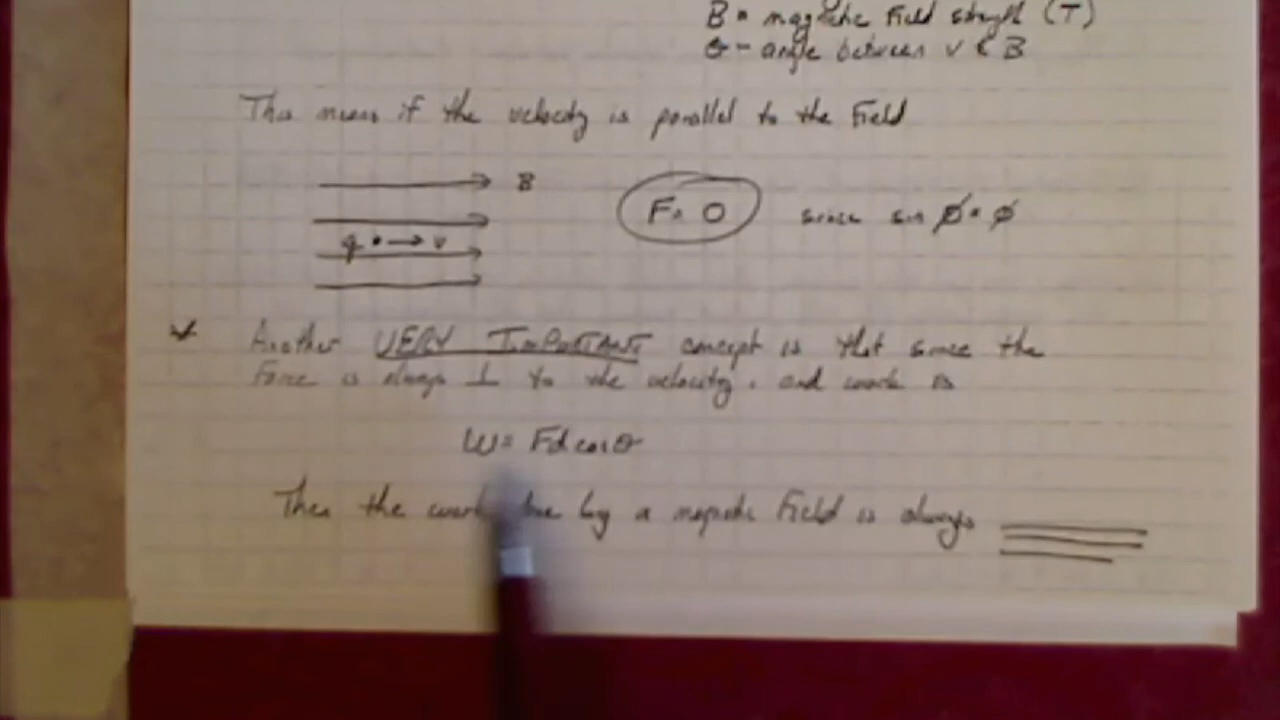 B = magnetic field strength (T)
θ - angle between v & B
This means if the velocity is parallel to the field
B
F = 0 since sin ∅ = ∅
q v
Another VERY IMPORTANT concept is that since the
force is always ⊥ to the velocity, and work is
W = Fd cos θ
Then the work by a magnetic field is always